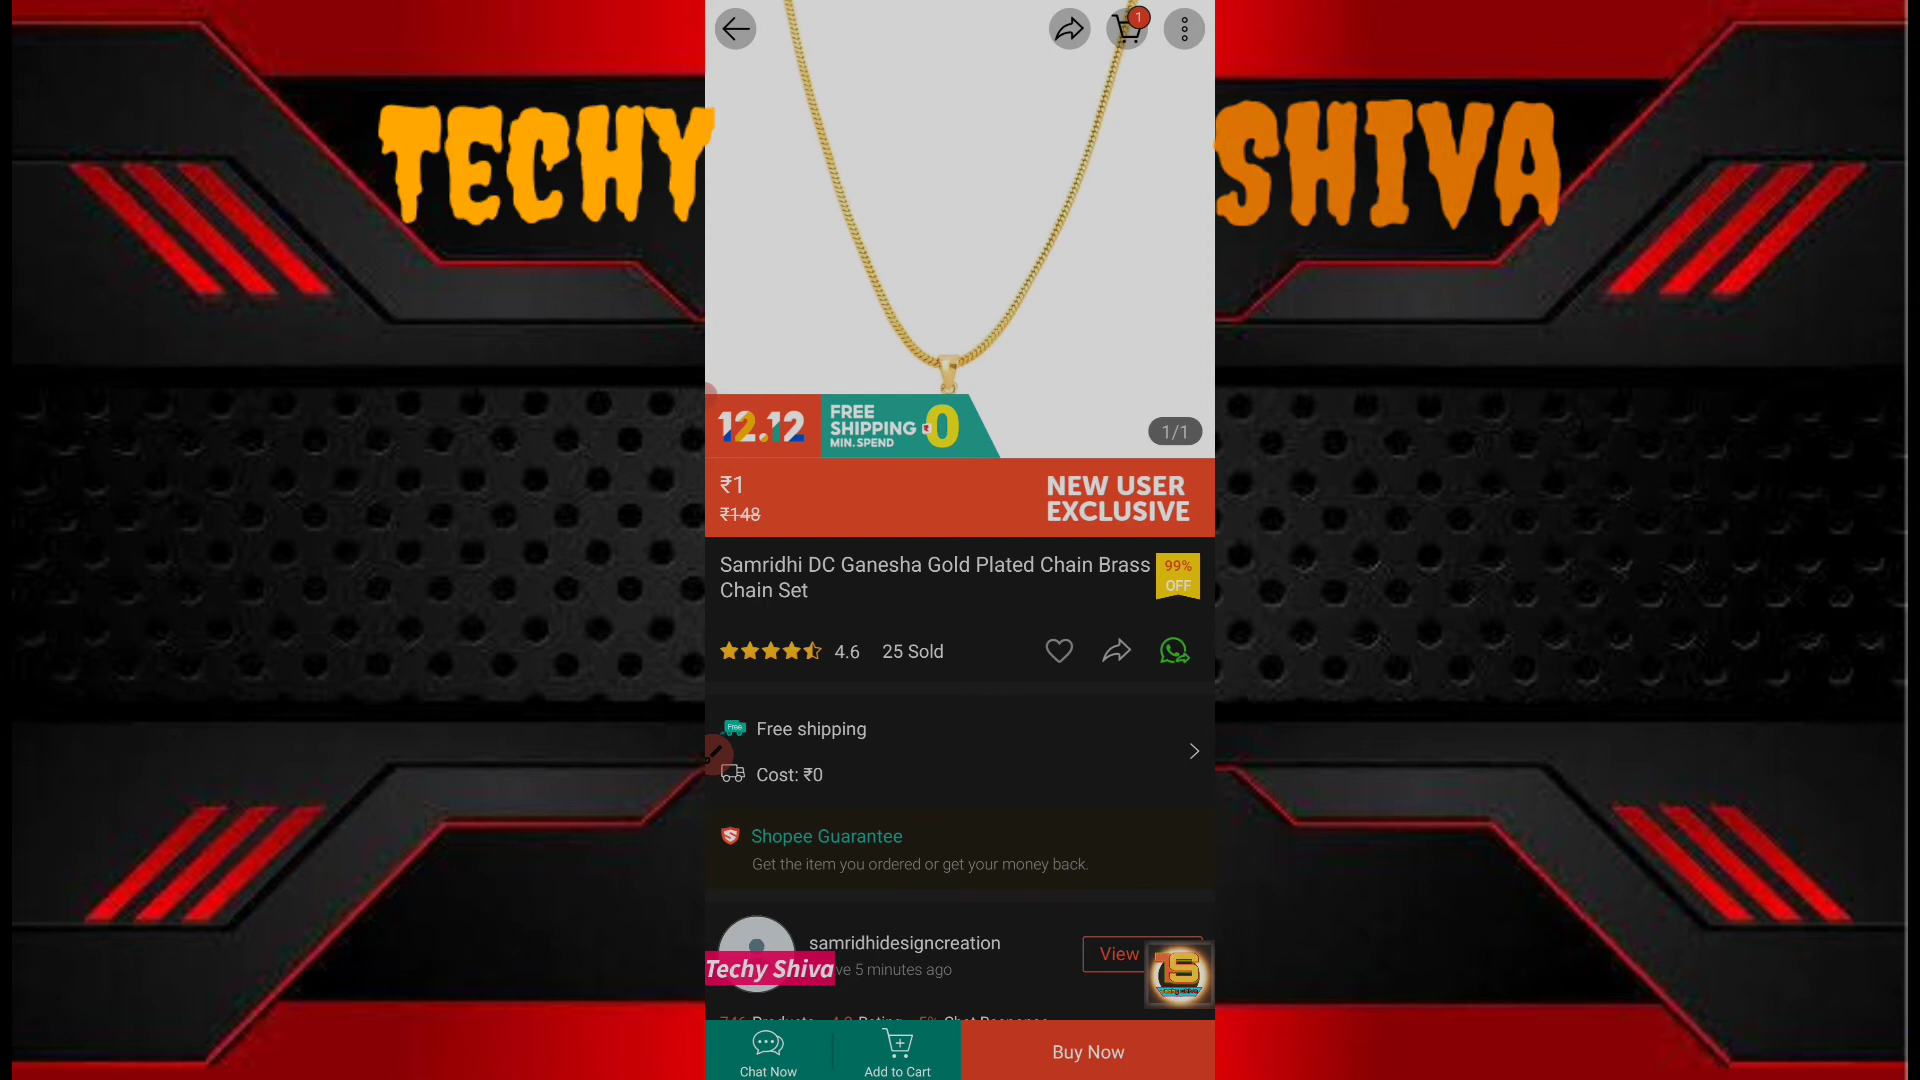 TECHY SHIVA
1
12.12
FREE
SHIPPING ₹0
MIN. SPEND
1/1
₹1
₹148
NEW USER
EXCLUSIVE
Samridhi DC Ganesha Gold Plated Chain Brass
Chain Set
99%
OFF
4.6 25 Sold
Free
Free shipping
Cost: ₹0
Shopee Guarantee
Get the item you ordered or get your money back.
samridhidesigncreation
ve 5 minutes ago
View
Techy Shiva
TS
Chat Now
Add to Cart
Buy Now